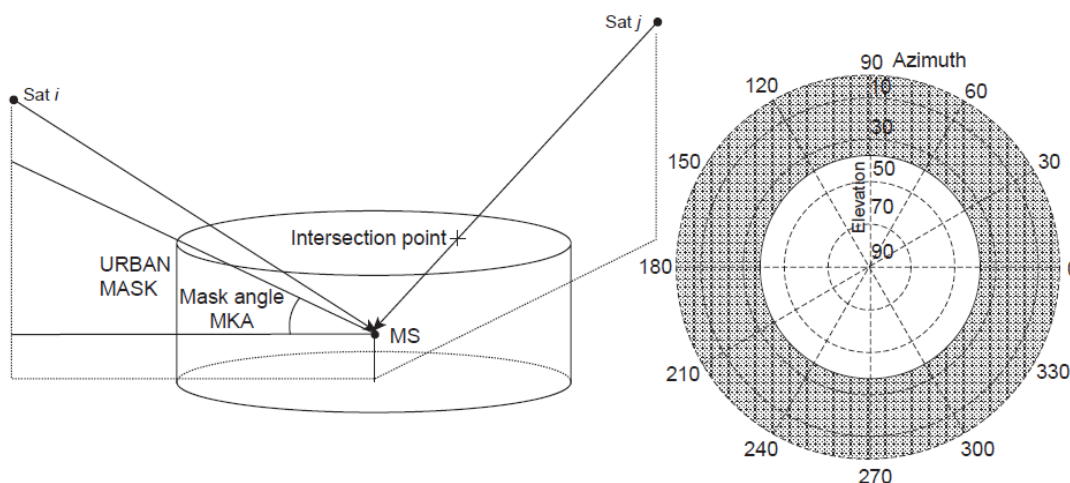 Sat i
Sat j
Intersection point
URBAN
MASK
Mask angle
MKA
MS
90 Azimuth
120
60
150
30
180
0
210
330
240
300
270
10
30
50
70
90
Elevation